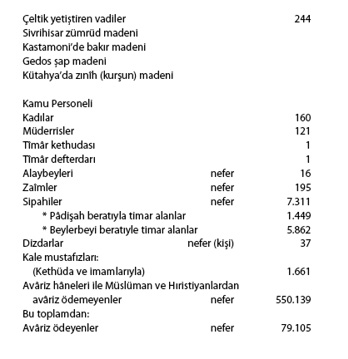 Çeltik yetiştiren vadiler 244
Sivrihisar zümrüd madeni
Kastamoni'de bakır madeni
Gedos şap madeni
Kütahya'da zınîh (kurşun) madeni
Kamu Personeli
Kadılar 160
Müderrisler 121
Tîmâr kethudası 1
Tîmâr defterdarı 1
Alaybeyleri nefer 16
Zaîmler nefer 195
Sipahiler nefer 7.311
* Pâdişah beratıyla timar alanlar 1.449
* Beylerbeyi beratıyle timar alanlar 5.862
Dizdarlar nefer (kişi) 37
Kale mustafızları:
(Kethüda ve imamlarıyla) 1.661
Avâriz hâneleri ile Müslüman ve Hıristiyanlardan
avâriz ödemeyenler nefer 550.139
Bu toplamdan:
Avâriz ödeyenler nefer 79.105